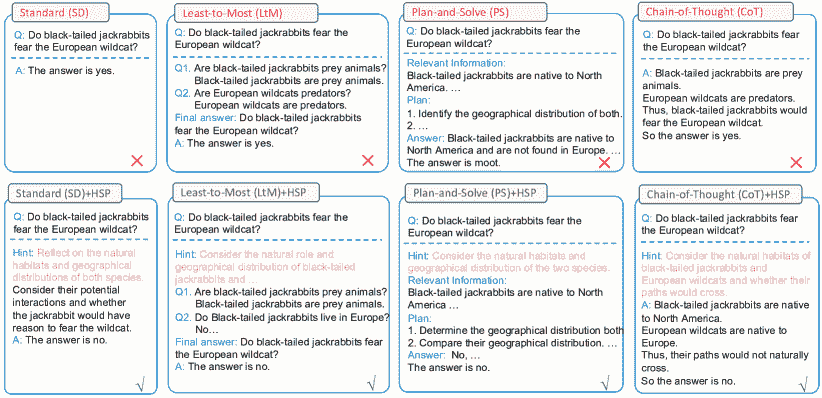 Standard (SD)
Q: Do black-tailed jackrabbits
fear the European wildcat?
A: The answer is yes.
Least-to-Most (LtM)
Q: Do black-tailed jackrabbits fear the
European wildcat?
Q1. Are black-tailed jackrabbits prey animals?
Black-tailed jackrabbits are prey animals.
Q2. Are European wildcats predators?
European wildcats are predators.
Final answer: Do black-tailed jackrabbits
fear the European wildcat?
A: The answer is yes.
Plan-and-Solve (PS)
Q: Do black-tailed jackrabbits fear the
European wildcat?
Relevant Information:
Black-tailed jackrabbits are native to North
America. …
Plan:
1. Identify the geographical distribution of both.
2. …
Answer: Black-tailed jackrabbits are native to
North America and are not found in Europe. …
The answer is moot.
Chain-of-Thought (CoT)
Q: Do black-tailed jackrabbits fear
the European wildcat?
A: Black-tailed jackrabbits are prey
animals.
European wildcats are predators.
Thus, black-tailed jackrabbits would
fear the European wildcat.
So the answer is yes.
Standard (SD)+HSP
Q: Do black-tailed jackrabbits
fear the European wildcat?
Hint: Reflect on the natural
habitats and geographical
distributions of both species.
Consider their potential
interactions and whether
the jackrabbit would have
reason to fear the wildcat.
A: The answer is no.
Least-to-Most (LtM)+HSP
Q: Do black-tailed jackrabbits fear the
European wildcat?
Hint: Consider the natural role and
geographical distribution of black-tailed
jackrabbits and …
Q1. Are black-tailed jackrabbits prey animals?
Black-tailed jackrabbits are prey animals.
Q2. Do Black-tailed jackrabbits live in Europe?
No…
Final answer: Do black-tailed jackrabbits fear
the European wildcat?
A: The answer is no.
Plan-and-Solve (PS)+HSP
Q: Do black-tailed jackrabbits fear the
European wildcat?
Hint: Consider the natural habitats and
geographical distribution of the two species.
Relevant Information:
Black-tailed jackrabbits are native to North
America …
Plan:
1. Determine the geographical distribution both
2. Compare their geographical distribution. …
Answer: No, …
The answer is no.
Chain-of-Thought (CoT)+HSP
Q: Do black-tailed jackrabbits fear
the European wildcat?
Hint: Consider the natural habitats of
black-tailed jackrabbits and
European wildcats and whether their
paths would cross.
A: Black-tailed jackrabbits are native
to North America.
European wildcats are native to
Europe.
Thus, their paths would not naturally
cross.
So the answer is no.